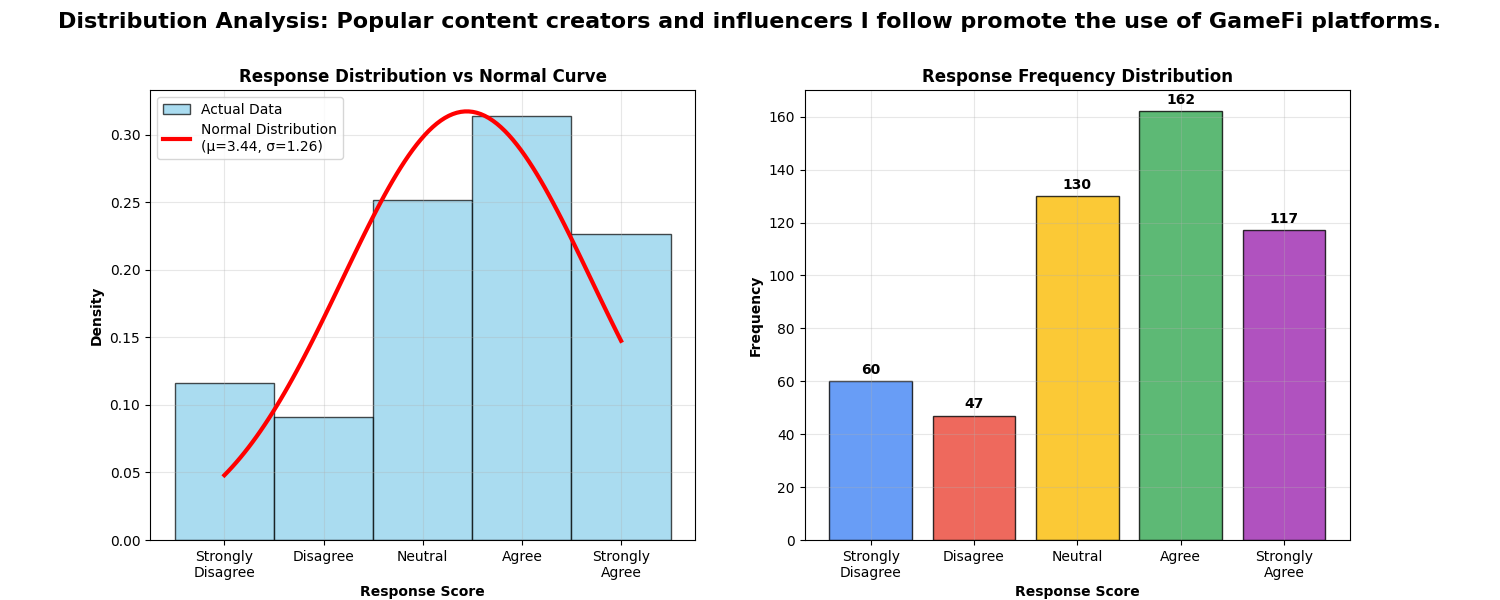 Distribution Analysis: Popular content creators and influencers I follow promote the use of GameFi platforms.
Response Distribution vs Normal Curve
Actual Data
Normal Distribution
(μ=3.44, σ=1.26)
Density
0.30
0.25
0.20
0.15
0.10
0.05
0.00
Strongly
Disagree
Disagree
Neutral
Agree
Strongly
Agree
Response Score
Response Frequency Distribution
Frequency
160
140
120
100
80
60
40
20
0
60
47
130
162
117
Strongly
Disagree
Disagree
Neutral
Agree
Strongly
Agree
Response Score